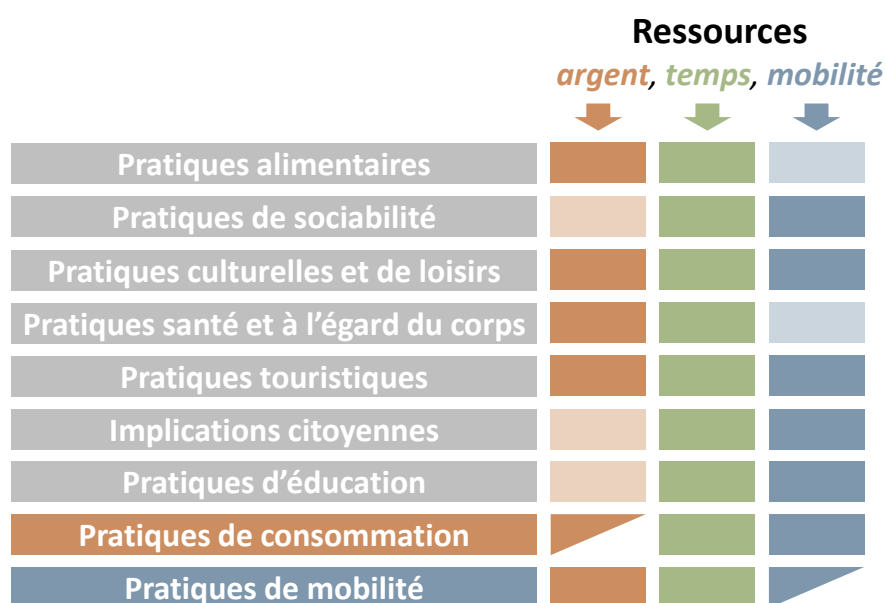 Ressources
argent, temps, mobilité
Pratiques alimentaires
Pratiques de sociabilité
Pratiques culturelles et de loisirs
Pratiques santé et à l'égard du corps
Pratiques touristiques
Implications citoyennes
Pratiques d'éducation
Pratiques de consommation
Pratiques de mobilité